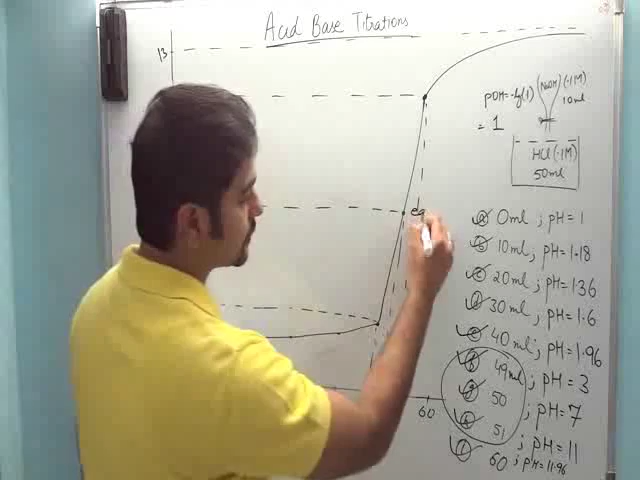 Acid Base Titrations
13
pOH=-log(.1)
= 1
NaOH (.1M)
10ml
HCl (.1M)
50ml
a 0ml ; pH = 1
b 10ml ; pH = 1.18
c 20ml ; pH = 1.36
d 30ml ; pH = 1.6
e 40ml ; pH = 1.96
f 49ml ; pH = 3
g 50 ; pH = 7
h 51 ; pH = 11
i 60 ; pH = 11.96
eq
60